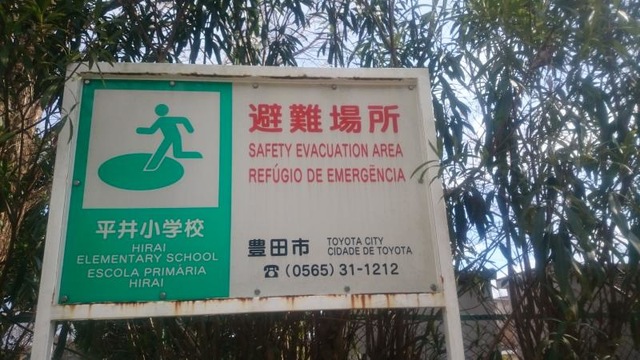 避難場所
SAFETY EVACUATION AREA
REFÚGIO DE EMERGÊNCIA
平井小学校
HIRAI
ELEMENTARY SCHOOL
ESCOLA PRIMÁRIA
HIRAI
豊田市 TOYOTA CITY
CIDADE DE TOYOTA
☎ (0565) 31-1212